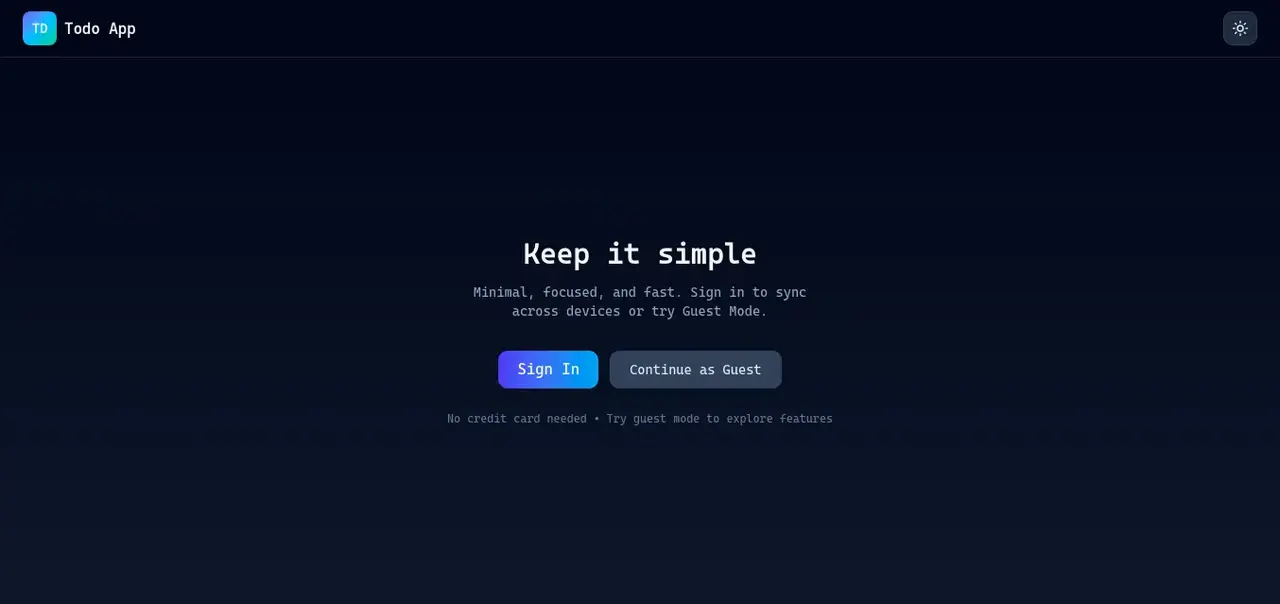 TD Todo App
Keep it simple
Minimal, focused, and fast. Sign in to sync
across devices or try Guest Mode.
Sign In Continue as Guest
No credit card needed • Try guest mode to explore features